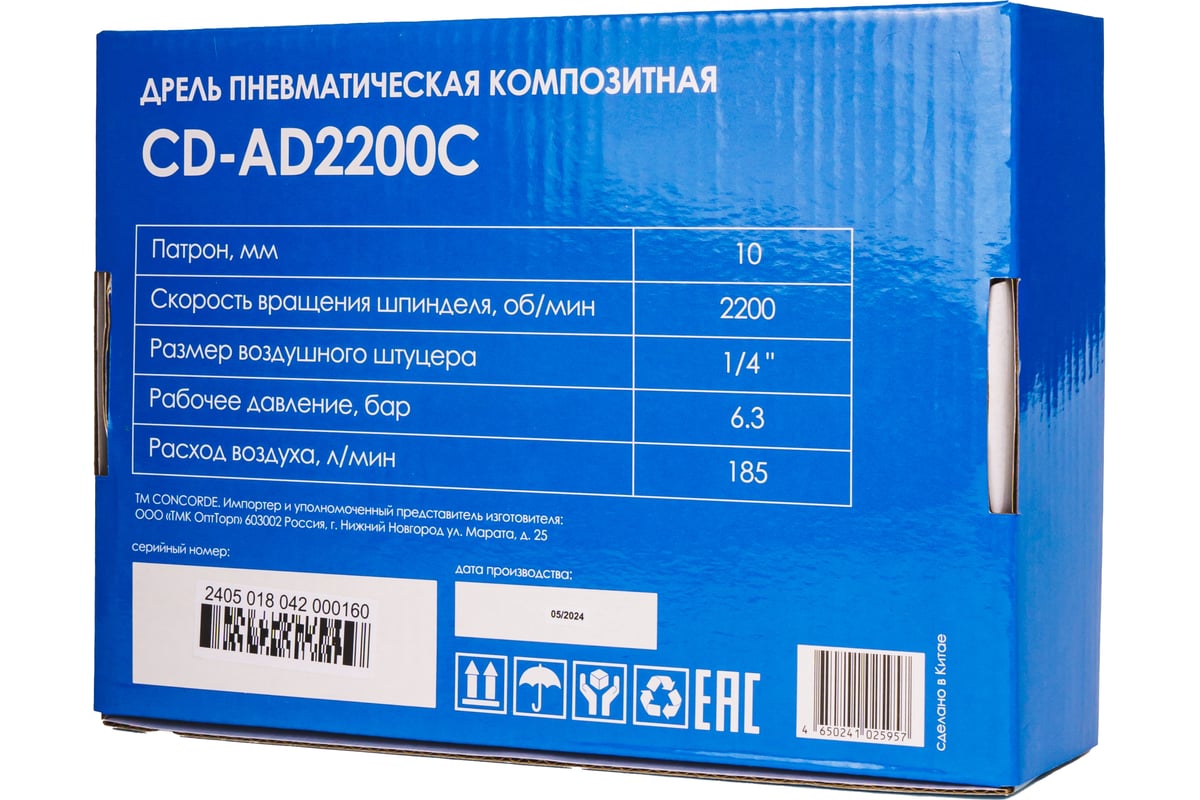 ДРЕЛЬ ПНЕВМАТИЧЕСКАЯ КОМПОЗИТНАЯ
CD-AD2200C
Патрон, мм 10
Скорость вращения шпинделя, об/мин 2200
Размер воздушного штуцера 1/4"
Рабочее давление, бар 6.3
Расход воздуха, л/мин 185
ТМ CONCORDE. Импортер и уполномоченный представитель изготовителя:
ООО «ТМК ОптТорг» 603002 Россия, г. Нижний Новгород ул. Марата, д. 25
серийный номер:
2405 018 042 000160
дата производства:
05/2024
EAC
4 650241 025957
сделано в Китае